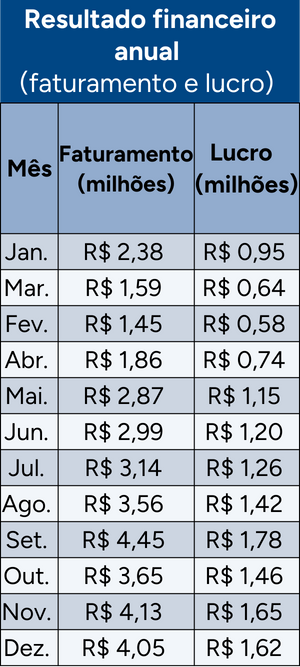 Resultado financeiro
anual
(faturamento e lucro)
Mês Faturamento (milhões) Lucro (milhões)
Jan. R$ 2,38 R$ 0,95
Mar. R$ 1,59 R$ 0,64
Fev. R$ 1,45 R$ 0,58
Abr. R$ 1,86 R$ 0,74
Mai. R$ 2,87 R$ 1,15
Jun. R$ 2,99 R$ 1,20
Jul. R$ 3,14 R$ 1,26
Ago. R$ 3,56 R$ 1,42
Set. R$ 4,45 R$ 1,78
Out. R$ 3,65 R$ 1,46
Nov. R$ 4,13 R$ 1,65
Dez. R$ 4,05 R$ 1,62